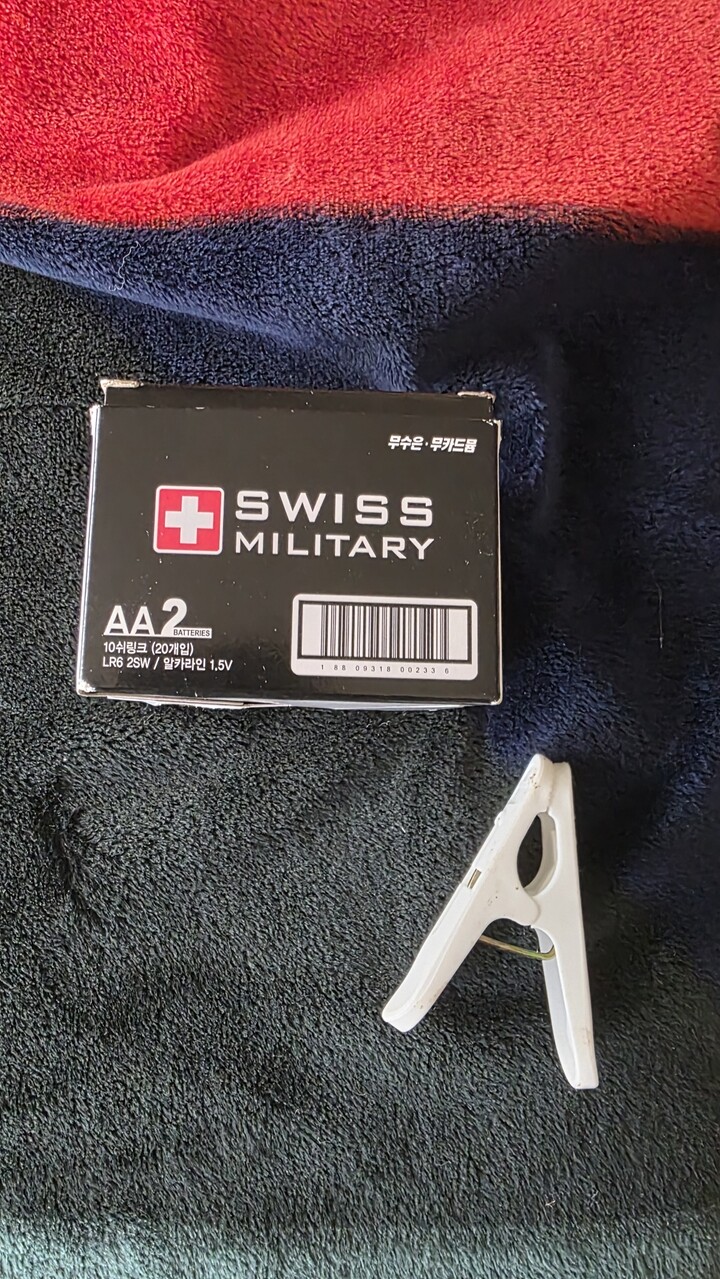 무수은·무카드뮴
SWISS
MILITARY
AA2
BATTERIES
10쉬링크 (20개입)
LR6 2SW / 알카라인 1.5V
1 88 09318 00233 6